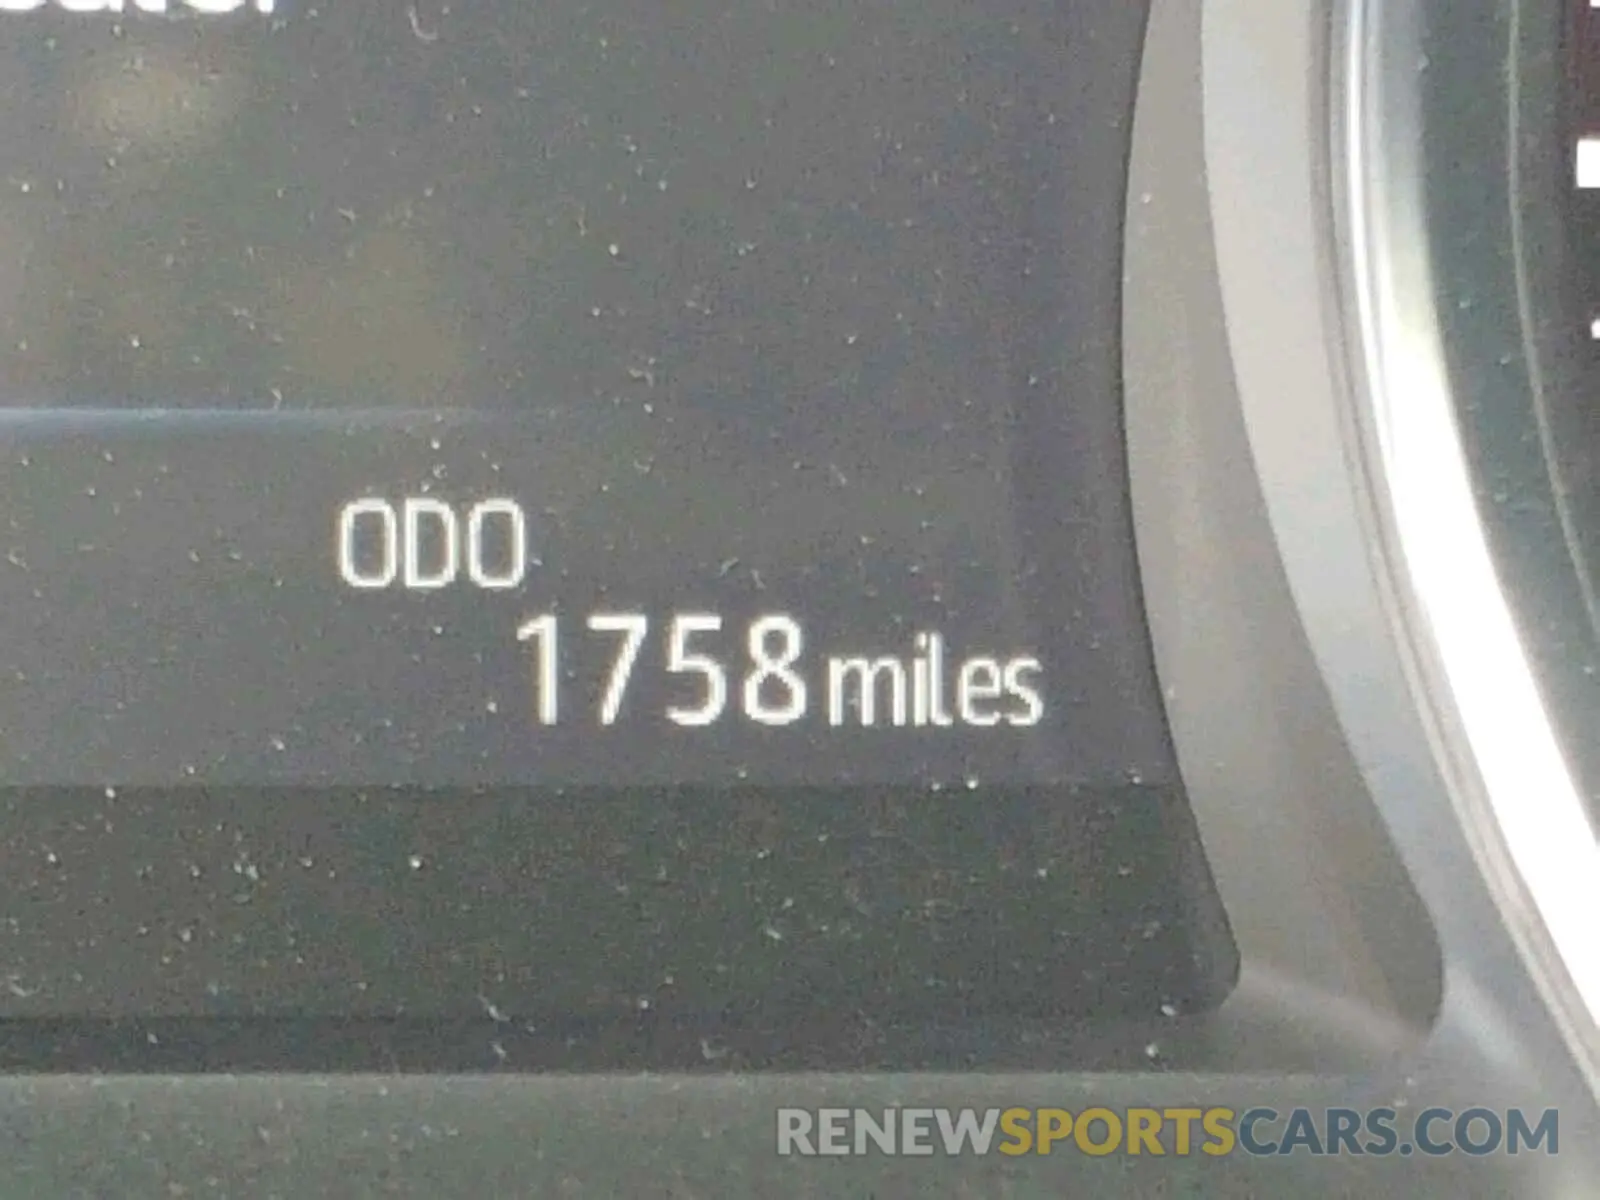 ODO
1758 miles
RENEWSPORTSCARS.COM